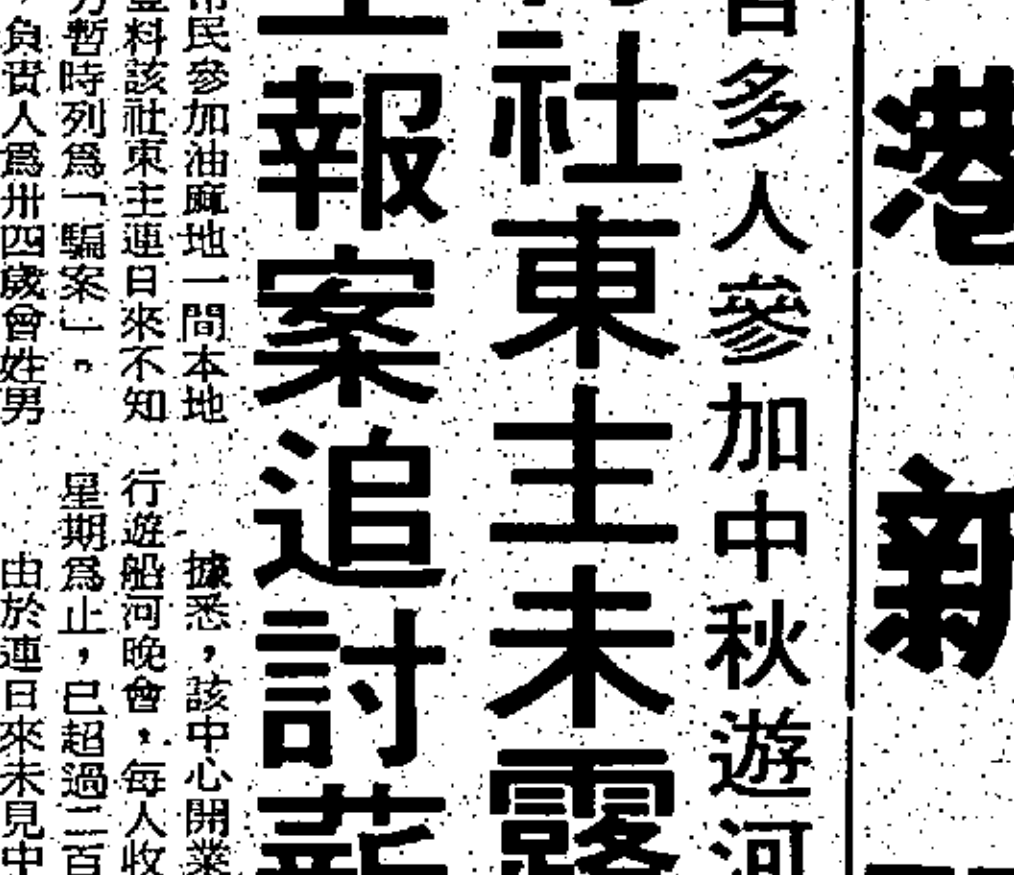 港新
多人參加中秋遊河
社東主未露
報案追討薪
市民參加油麻地一間本地
料該社東主連日來不知
暫時列為「騙案」。
負責人為卅四歲曾姓男
據悉，該中心開業
行遊船河晚會，每人收
星期為止，已超過二百
由於連日來未見中